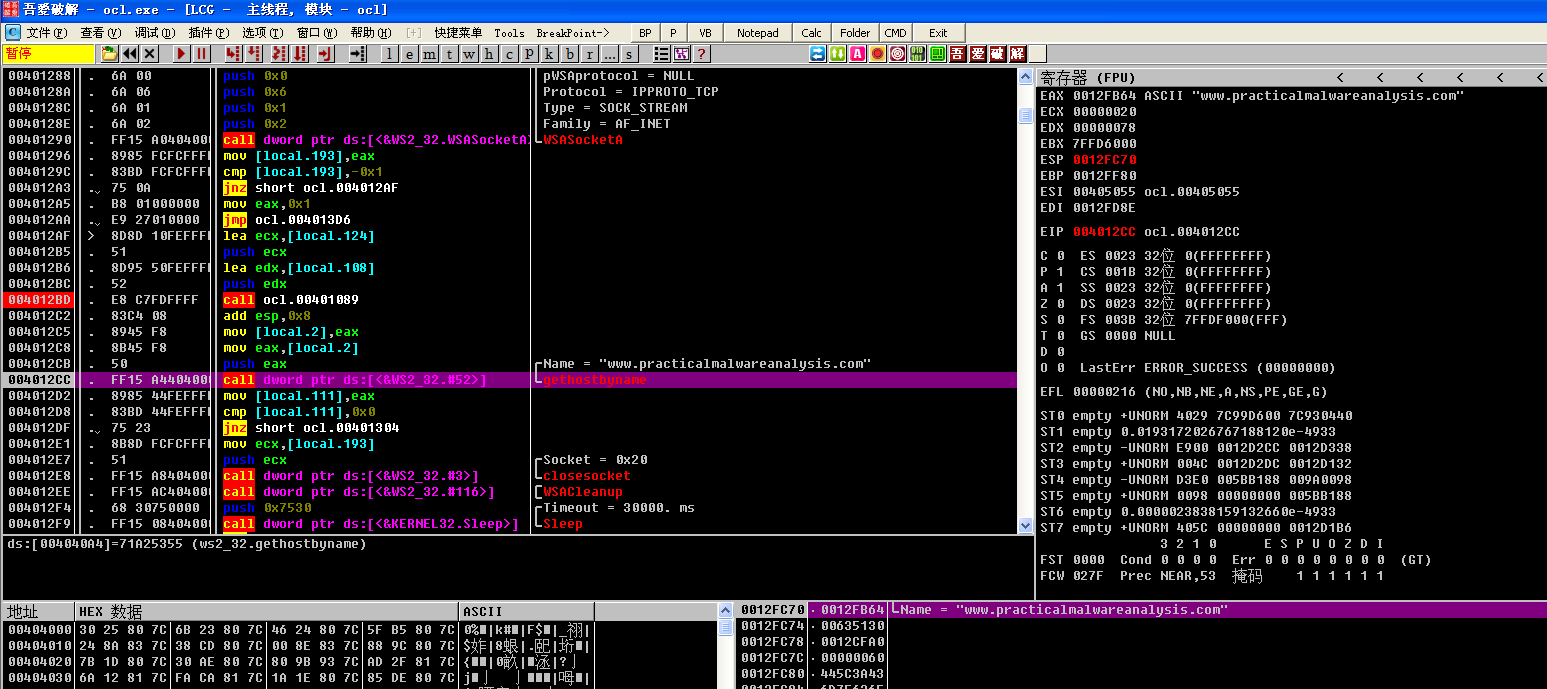 吾愛破解 - ocl.exe - [LCG - 主线程, 模块 - ocl]
文件(F) 查看(V) 调试(D) 插件(P) 选项(T) 窗口(W) 帮助(H) [+] 快捷菜单 Tools BreakPoint-> BP P VB Notepad Calc Folder CMD Exit
暂停 l e m t w h c p k b r ... s ? 吾 愛 破 解
00401288 . 6A 00 push 0x0 pWSAprotocol = NULL
0040128A . 6A 06 push 0x6 Protocol = IPPROTO_TCP
0040128C . 6A 01 push 0x1 Type = SOCK_STREAM
0040128E . 6A 02 push 0x2 Family = AF_INET
00401290 . FF15 A0404000 call dword ptr ds:[<&WS2_32.WSASocketA> WSASocketA
00401296 . 8985 FCFCFFFF mov [local.193],eax
0040129C . 83BD FCFCFFFF cmp [local.193],-0x1
004012A3 . 75 0A jnz short ocl.004012AF
004012A5 . B8 01000000 mov eax,0x1
004012AA . E9 27010000 jmp ocl.004013D6
004012AF > 8D8D 10FEFFFF lea ecx,[local.124]
004012B5 . 51 push ecx
004012B6 . 8D95 50FEFFFF lea edx,[local.108]
004012BC . 52 push edx
004012BD . E8 C7FDFFFF call ocl.00401089
004012C2 . 83C4 08 add esp,0x8
004012C5 . 8945 F8 mov [local.2],eax
004012C8 . 8B45 F8 mov eax,[local.2]
004012CB . 50 push eax Name = "www.practicalmalwareanalysis.com"
004012CC . FF15 A4404000 call dword ptr ds:[<&WS2_32.#52>] gethostbyname
004012D2 . 8985 44FEFFFF mov [local.111],eax
004012D8 . 83BD 44FEFFFF cmp [local.111],0x0
004012DF . 75 23 jnz short ocl.00401304
004012E1 . 8B8D FCFCFFFF mov ecx,[local.193]
004012E7 . 51 push ecx Socket = 0x20
004012E8 . FF15 A8404000 call dword ptr ds:[<&WS2_32.#3>] closesocket
004012EE . FF15 AC404000 call dword ptr ds:[<&WS2_32.#116>] WSACleanup
004012F4 . 68 30750000 push 0x7530 Timeout = 30000. ms
004012F9 . FF15 08404000 call dword ptr ds:[<&KERNEL32.Sleep>] Sleep
ds:[004040A4]=71A25355 (ws2_32.gethostbyname)
寄存器 (FPU) < < < < < <
EAX 0012FB64 ASCII "www.practicalmalwareanalysis.com"
ECX 00000020
EDX 00000078
EBX 7FFD6000
ESP 0012FC70
EBP 0012FF80
ESI 00405055 ocl.00405055
EDI 0012FD8E
EIP 004012CC ocl.004012CC
C 0 ES 0023 32位 0(FFFFFFFF)
P 1 CS 001B 32位 0(FFFFFFFF)
A 1 SS 0023 32位 0(FFFFFFFF)
Z 0 DS 0023 32位 0(FFFFFFFF)
S 0 FS 003B 32位 7FFDF000(FFF)
T 0 GS 0000 NULL
D 0
O 0 LastErr ERROR_SUCCESS (00000000)
EFL 00000216 (NO,NB,NE,A,NS,PE,GE,G)
ST0 empty +UNORM 4029 7C99D600 7C930440
ST1 empty 0.0193172026767188120e-4933
ST2 empty -UNORM E900 0012D2CC 0012D338
ST3 empty +UNORM 004C 0012D2DC 0012D132
ST4 empty -UNORM D3E0 005BB188 009A0098
ST5 empty +UNORM 0098 00000000 005BB188
ST6 empty 0.0000023838159132660e-4933
ST7 empty +UNORM 405C 00000000 0012D1B6
3 2 1 0 E S P U O Z D I
FST 0000 Cond 0 0 0 0 Err 0 0 0 0 0 0 0 0 (GT)
FCW 027F Prec NEAR,53 掩码 1 1 1 1 1 1
地址 HEX 数据 ASCII
00404000 30 25 80 7C 6B 23 80 7C 46 24 80 7C 5F B5 80 7C
00404010 24 8A 83 7C 38 CD 80 7C 00 8E 83 7C 88 9C 80 7C
00404020 7B 1D 80 7C 30 AE 80 7C 80 9B 93 7C AD 2F 81 7C
00404030 6A 12 81 7C FA CA 81 7C 1A 1E 80 7C 85 DE 80 7C
0012FC70 0012FB64 Name = "www.practicalmalwareanalysis.com"
0012FC74 00635130
0012FC78 0012CFA0
0012FC7C 00000060
0012FC80 445C3A43